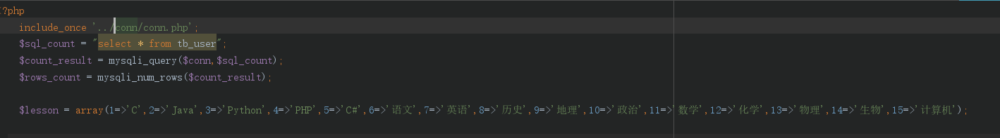 <?php
include_once '../conn/conn.php';
$sql_count = "select * from tb_user";
$count_result = mysqli_query($conn,$sql_count);
$rows_count = mysqli_num_rows($count_result);
$lesson = array(1=>'C',2=>'Java',3=>'Python',4=>'PHP',5=>'C#',6=>'语文',7=>'英语',8=>'历史',9=>'地理',10=>'政治',11=>'数学',12=>'化学',13=>'物理',14=>'生物',15=>'计算机');